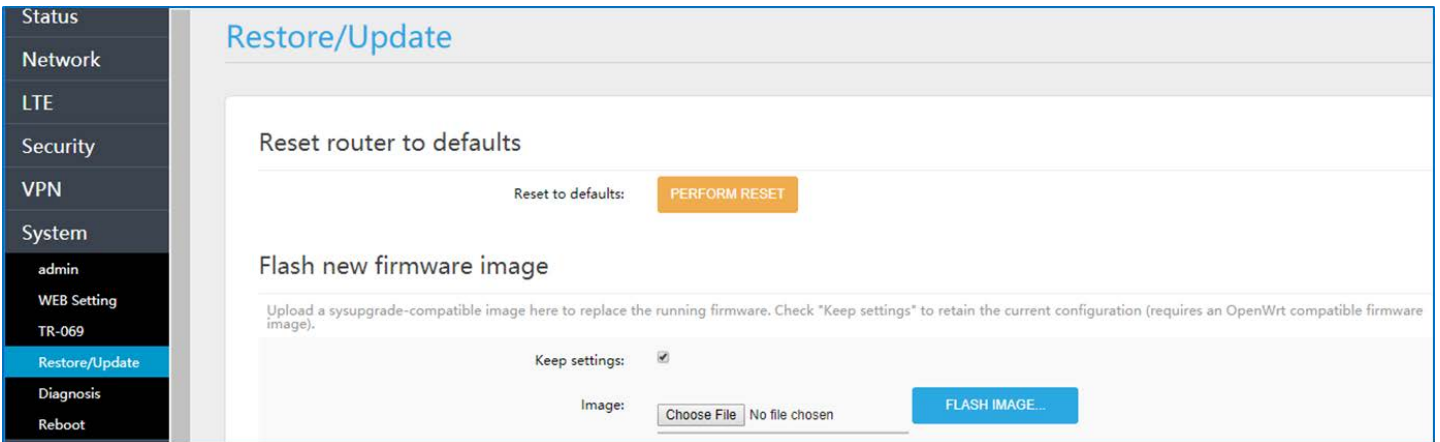 Status
Network
LTE
Security
VPN
System
admin
WEB Setting
TR-069
Restore/Update
Diagnosis
Reboot
Restore/Update
Reset router to defaults
Reset to defaults: PERFORM RESET
Flash new firmware image
Upload a sysupgrade-compatible image here to replace the running firmware. Check "Keep settings" to retain the current configuration (requires an OpenWrt compatible firmware
image).
Keep settings:
Image: Choose File No file chosen FLASH IMAGE...